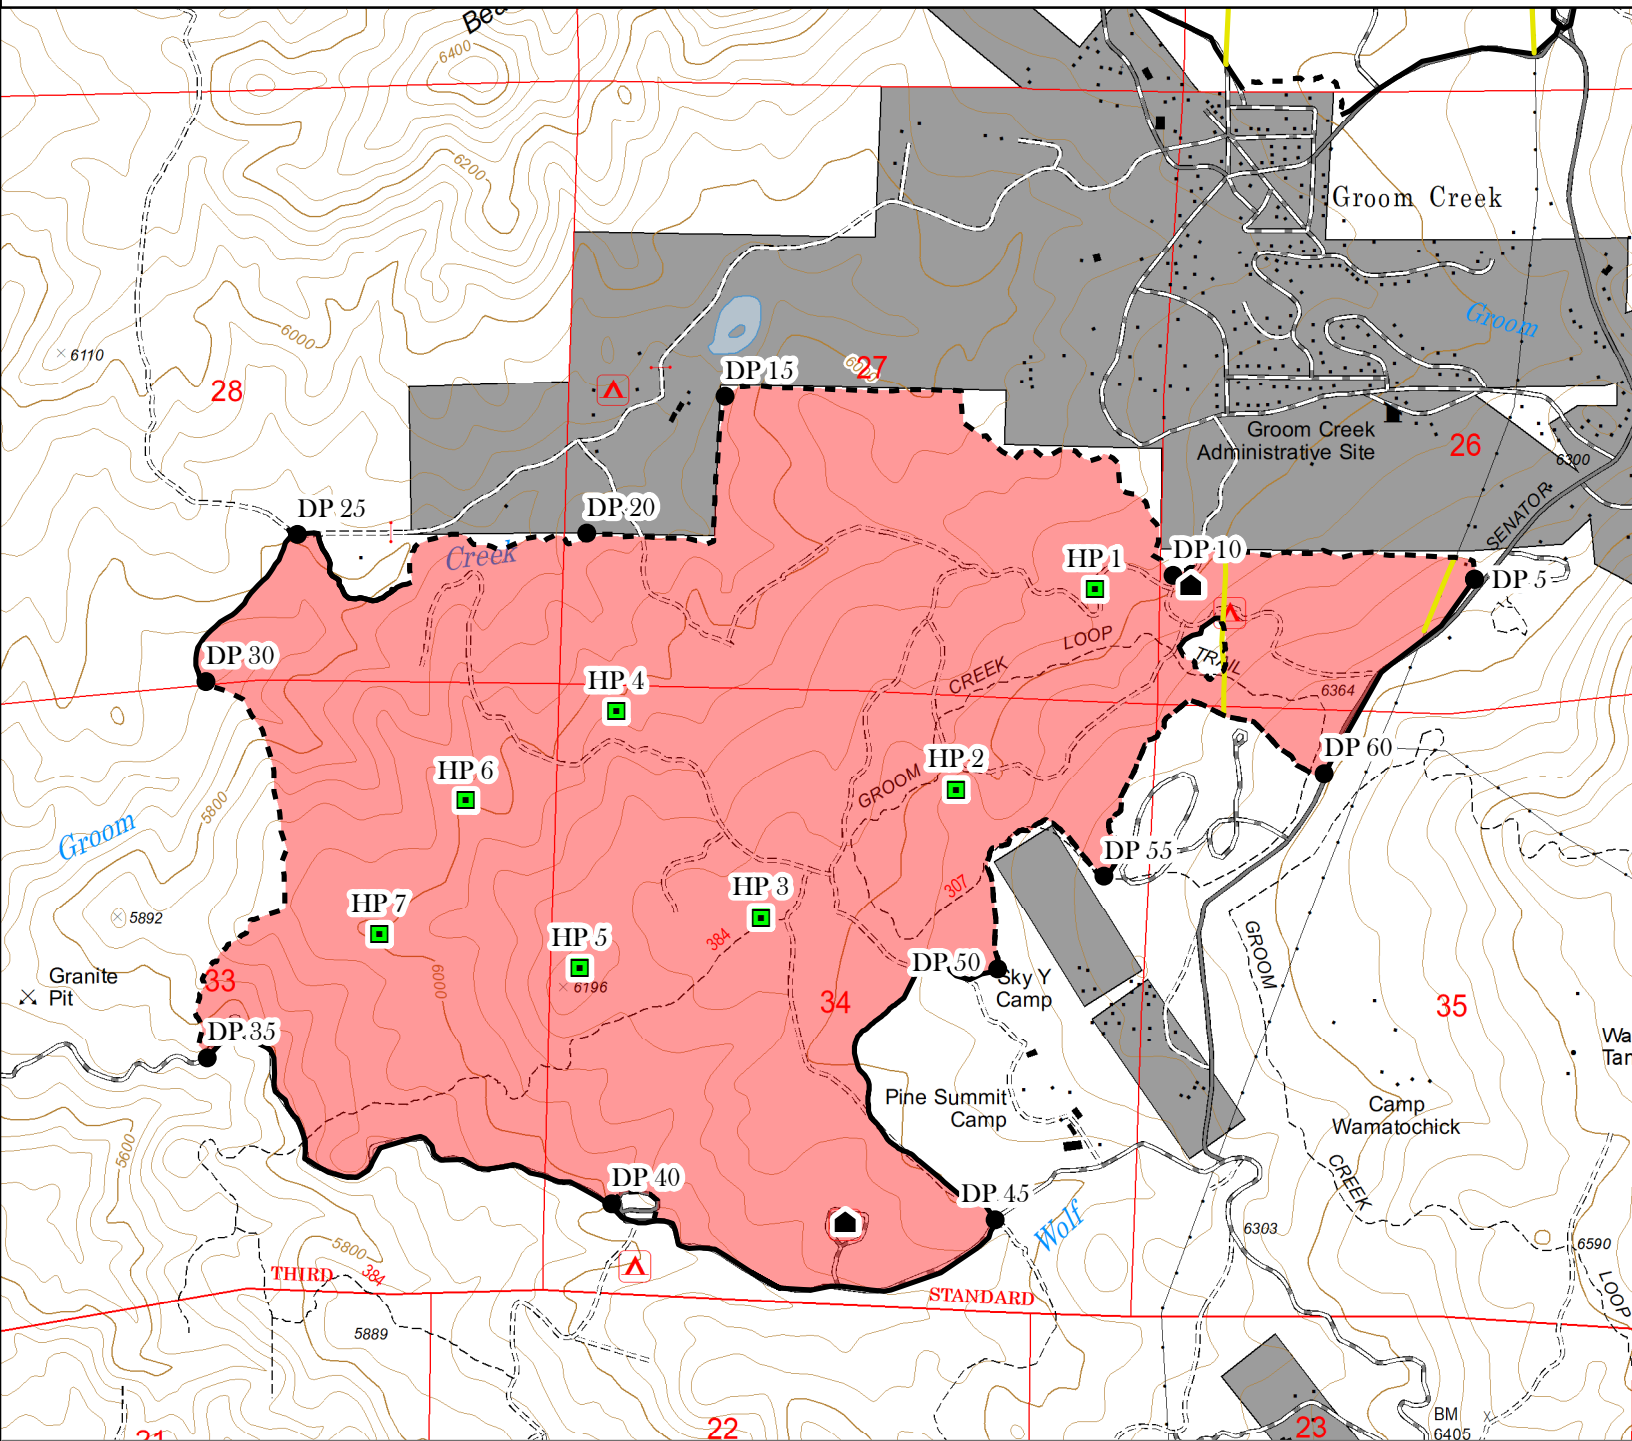 6400
6200
Groom Creek
6110
6000
Groom
28
DP 15
27
Groom Creek
Administrative Site
26
6300
DP 25
DP 20
SENATOR
Creek
HP 1
DP 10
DP 5
LOOP
TRAIL
DP 30
CREEK
6364
HP 4
DP 60
HP 6
HP 2
GROOM
5800
Groom
DP 55
307
HP 3
HP 7
5892
384
HP 5
GROOM
DP 50
Granite
Pit
33
6000
6196
Sky Y
Camp
34
35
DP 35
Pine Summit
Camp
Camp
Wamatochick
5600
DP 40
CREEK
DP 45
Wolf
6303
5800
6590
THIRD
384
STANDARD
LOOP
5889
22
23
BM
6405